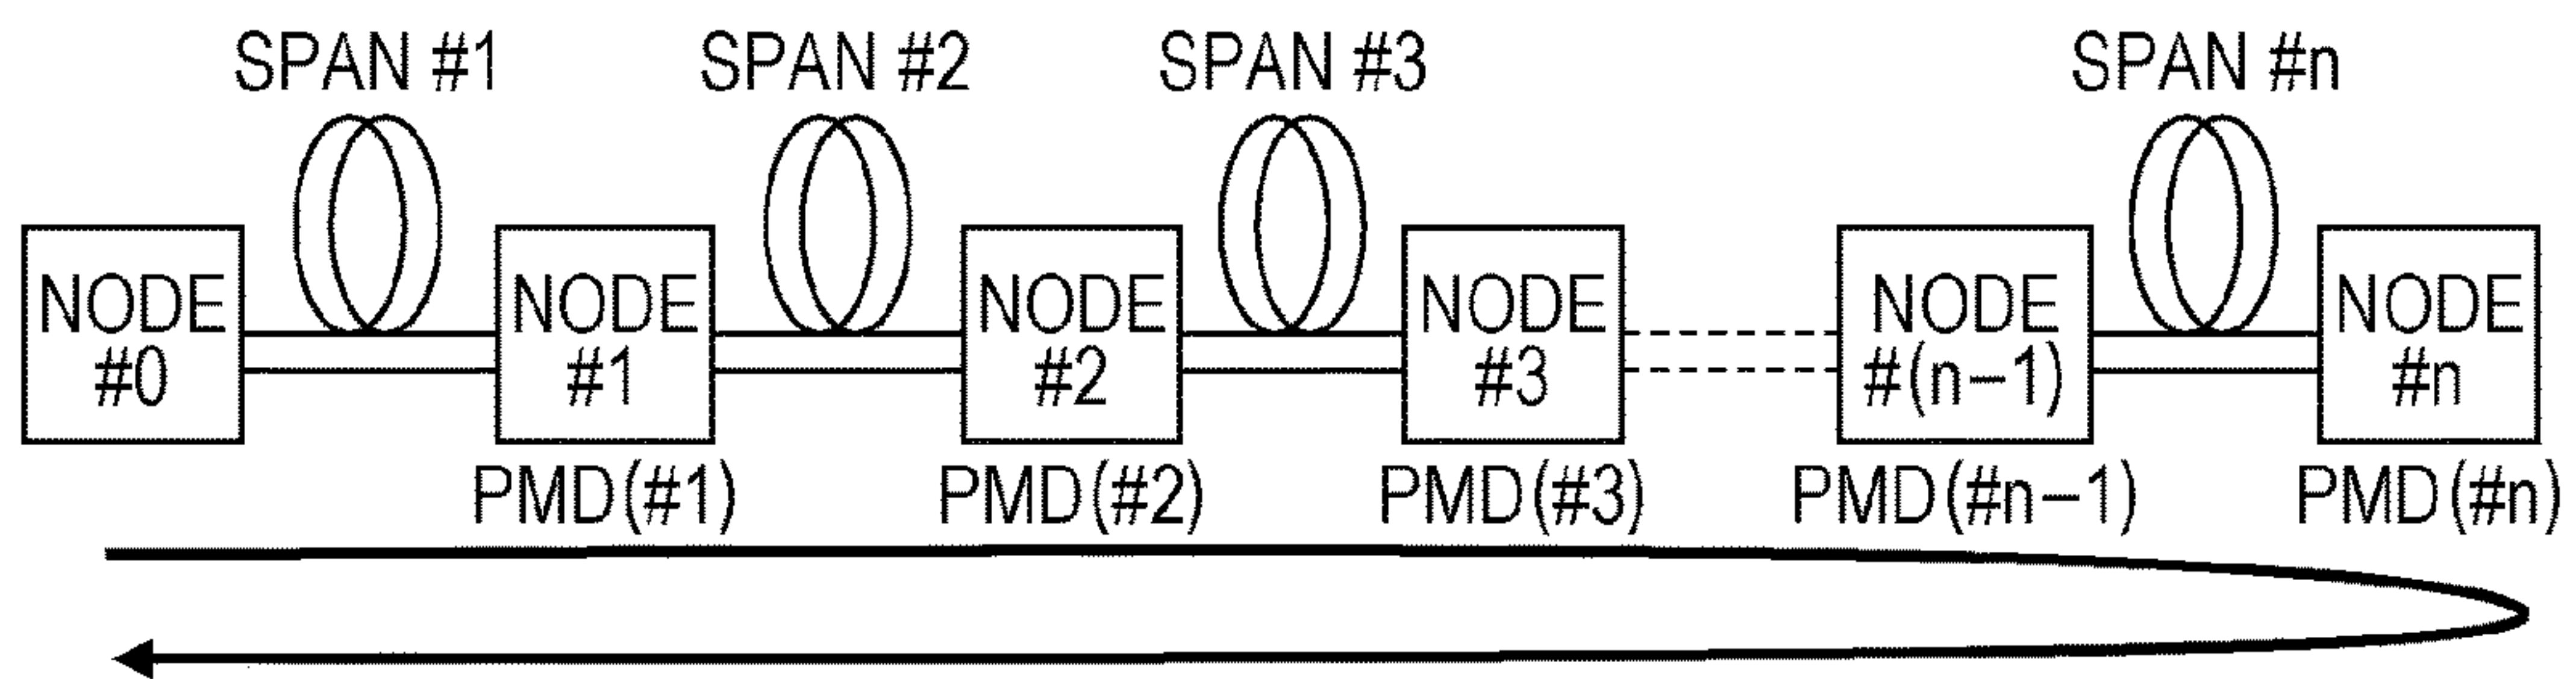 SPAN #1
SPAN #2
SPAN #3
SPAN #n
NODE
#0
NODE
#1
NODE
#2
NODE
#3
NODE
#(n-1)
NODE
#n
PMD(#1)
PMD(#2)
PMD(#3)
PMD(#n-1)
PMD(#n)